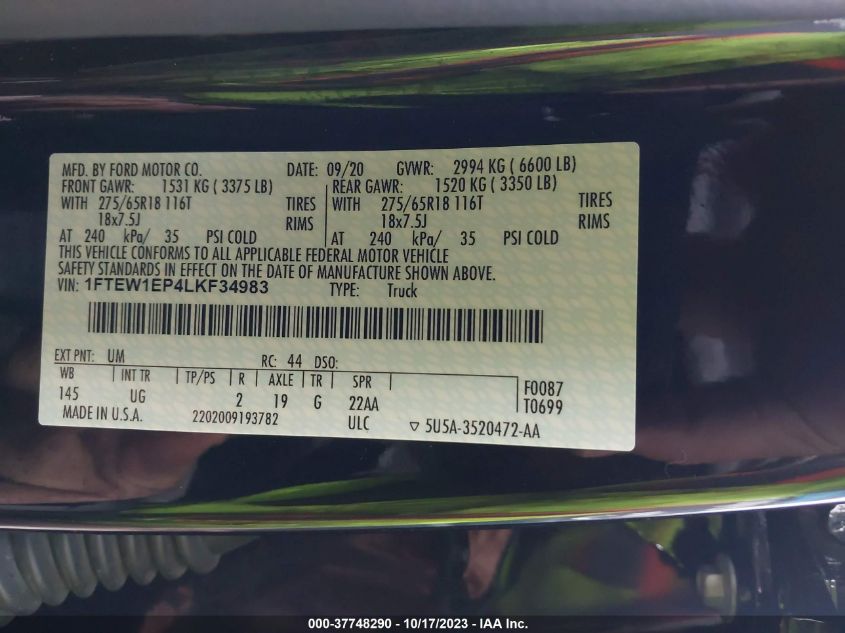 MFD. BY FORD MOTOR CO. DATE: 09/20 GVWR: 2994 KG ( 6600 LB)
FRONT GAWR: 1531 KG ( 3375 LB) REAR GAWR: 1520 KG ( 3350 LB)
WITH 275/65R18 116T TIRES WITH 275/65R18 116T TIRES
18x7.5J RIMS 18x7.5J RIMS
AT 240 kPa/ 35 PSI COLD AT 240 kPa/ 35 PSI COLD
THIS VEHICLE CONFORMS TO ALL APPLICABLE FEDERAL MOTOR VEHICLE
SAFETY STANDARDS IN EFFECT ON THE DATE OF MANUFACTURE SHOWN ABOVE.
VIN: 1FTEW1EP4LKF34983 TYPE: Truck
EXT PNT: UM RC: 44 DSO:
WB INT TR TP/PS R AXLE TR SPR F0087
145 UG 2 19 G 22AA T0699
MADE IN U.S.A. 2202009193782 ULC ▽ 5U5A-3520472-AA
000-37748290 - 10/17/2023 - IAAI.COM